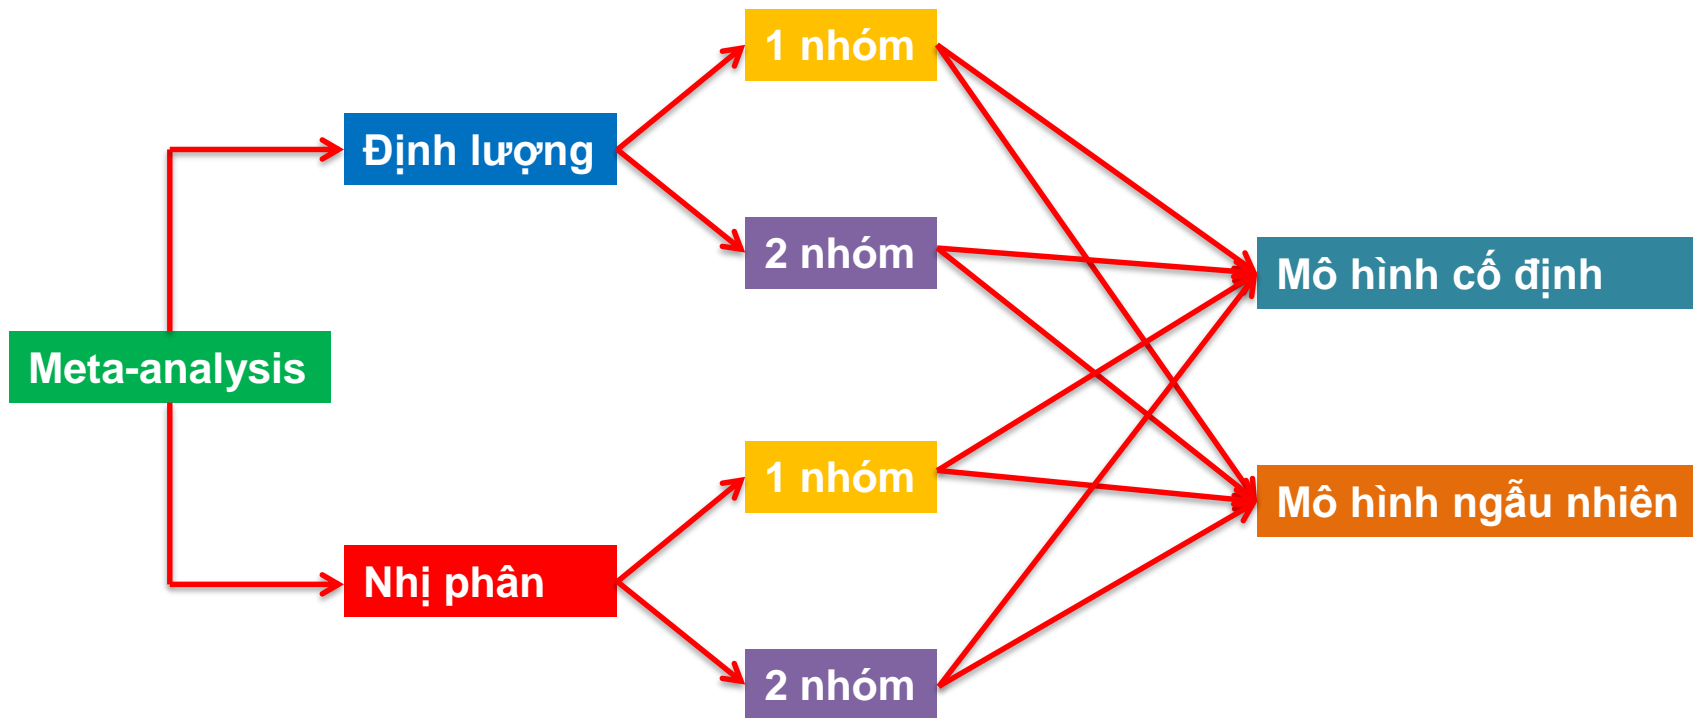 1 nhóm
Định lượng
2 nhóm
Mô hình cố định
Meta-analysis
1 nhóm
Mô hình ngẫu nhiên
Nhị phân
2 nhóm